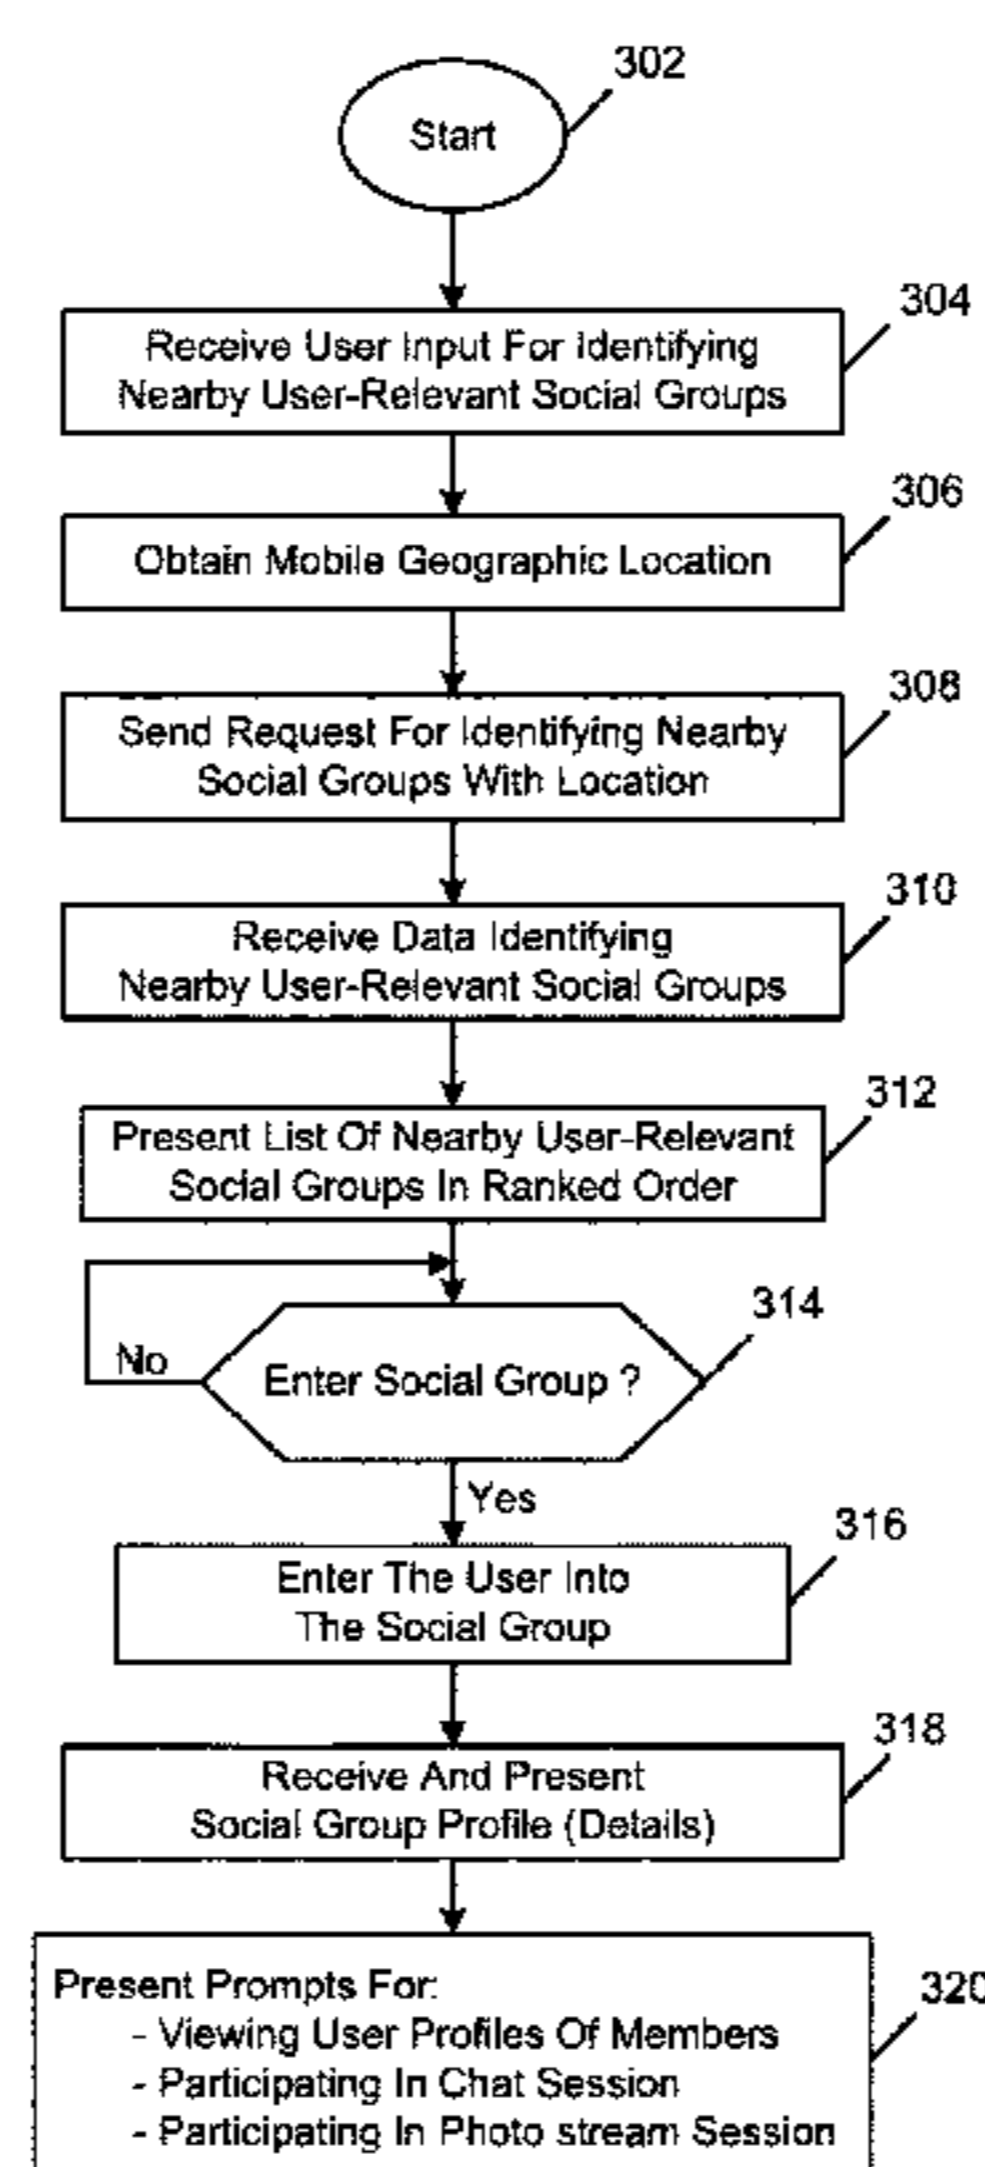 302
Start
304
Receive User Input For Identifying
Nearby User-Relevant Social Groups
306
Obtain Mobile Geographic Location
308
Send Request For Identifying Nearby
Social Groups With Location
310
Receive Data Identifying
Nearby User-Relevant Social Groups
312
Present List Of Nearby User-Relevant
Social Groups In Ranked Order
314
No
Enter Social Group ?
Yes
316
Enter The User Into
The Social Group
318
Receive And Present
Social Group Profile (Details)
320
Present Prompts For:
- Viewing User Profiles Of Members
- Participating In Chat Session
- Participating In Photo stream Session